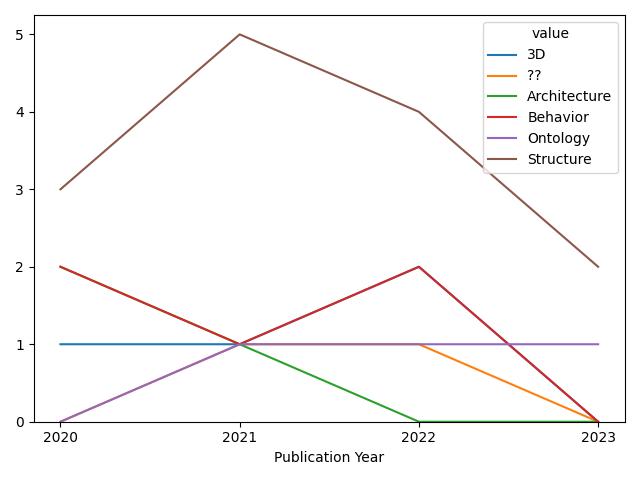 5
4
3
2
1
0
value
3D
??
Architecture
Behavior
Ontology
Structure
2020 2021 2022 2023
Publication Year